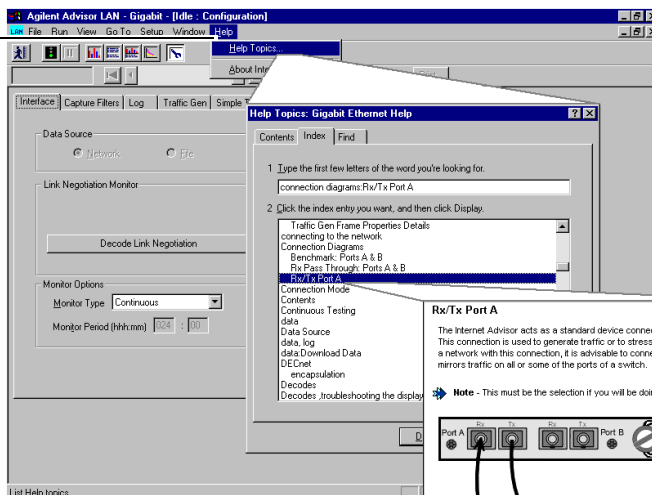 Agilent Advisor LAN - Gigabit - [Idle : Configuration]
LAN File Run View Go To Setup Window Help
Help Topics...
About Inte
Interface Capture Filters Log Traffic Gen Simple T
Data Source
Network File
Link Negotiation Monitor
Decode Link Negotiation
Monitor Options
Monitor Type Continuous
Monitor Period (hhh:mm) 024 : 00
List Help topics
Help Topics: Gigabit Ethernet Help
Contents Index Find
1 Type the first few letters of the word you're looking for.
connection diagrams:Rx/Tx Port A
2 Click the index entry you want, and then click Display.
Traffic Gen Frame Properties Details
connecting to the network
Connection Diagrams
Benchmark: Ports A & B
Rx Pass Through: Ports A & B
Rx/Tx Port A
Connection Mode
Contents
Continuous Testing
data
Data Source
data, log
data:Download Data
DECnet
encapsulation
Decodes
Decodes ,troubleshooting the display
D
Rx/Tx Port A
The Internet Advisor acts as a standard device connec
This connection is used to generate traffic or to stress
a network with this connection, it is advisable to conne
mirrors traffic on all or some of the ports of a switch.
Note - This must be the selection if you will be doin
Port A Rx Tx Rx Tx Port B